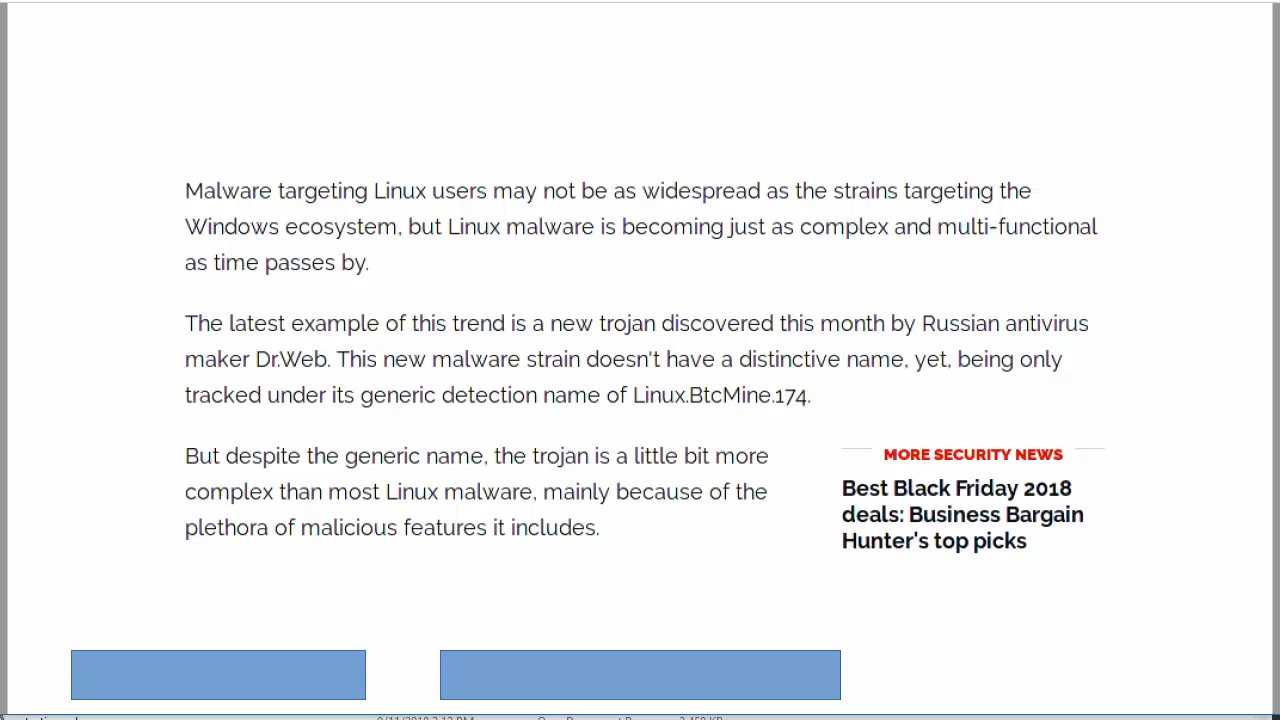 Malware targeting Linux users may not be as widespread as the strains targeting the
Windows ecosystem, but Linux malware is becoming just as complex and multi-functional
as time passes by.
The latest example of this trend is a new trojan discovered this month by Russian antivirus
maker Dr.Web. This new malware strain doesn't have a distinctive name, yet, being only
tracked under its generic detection name of Linux.BtcMine.174.
But despite the generic name, the trojan is a little bit more
complex than most Linux malware, mainly because of the
plethora of malicious features it includes.
MORE SECURITY NEWS
Best Black Friday 2018
deals: Business Bargain
Hunter's top picks